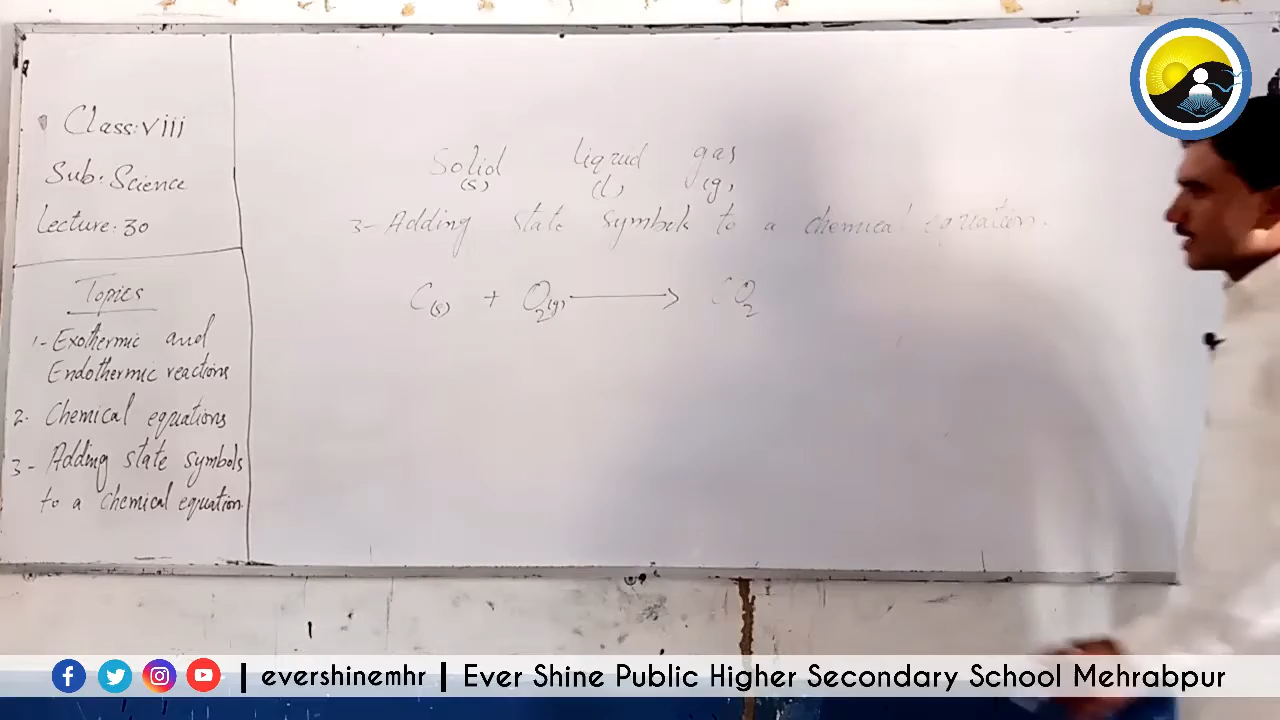 Class: viii
Sub: Science
Lecture: 30
Topics
1- Exothermic and
Endothermic reactions
2. Chemical equations
3- Adding state symbols
to a chemical equation
Solid liquid gas
(s) (l) (g)
3- Adding state symbols to a chemical equation.
C(s) + O2(g) ⟶ CO2
evershinemhr | Ever Shine Public Higher Secondary School Mehrabpur